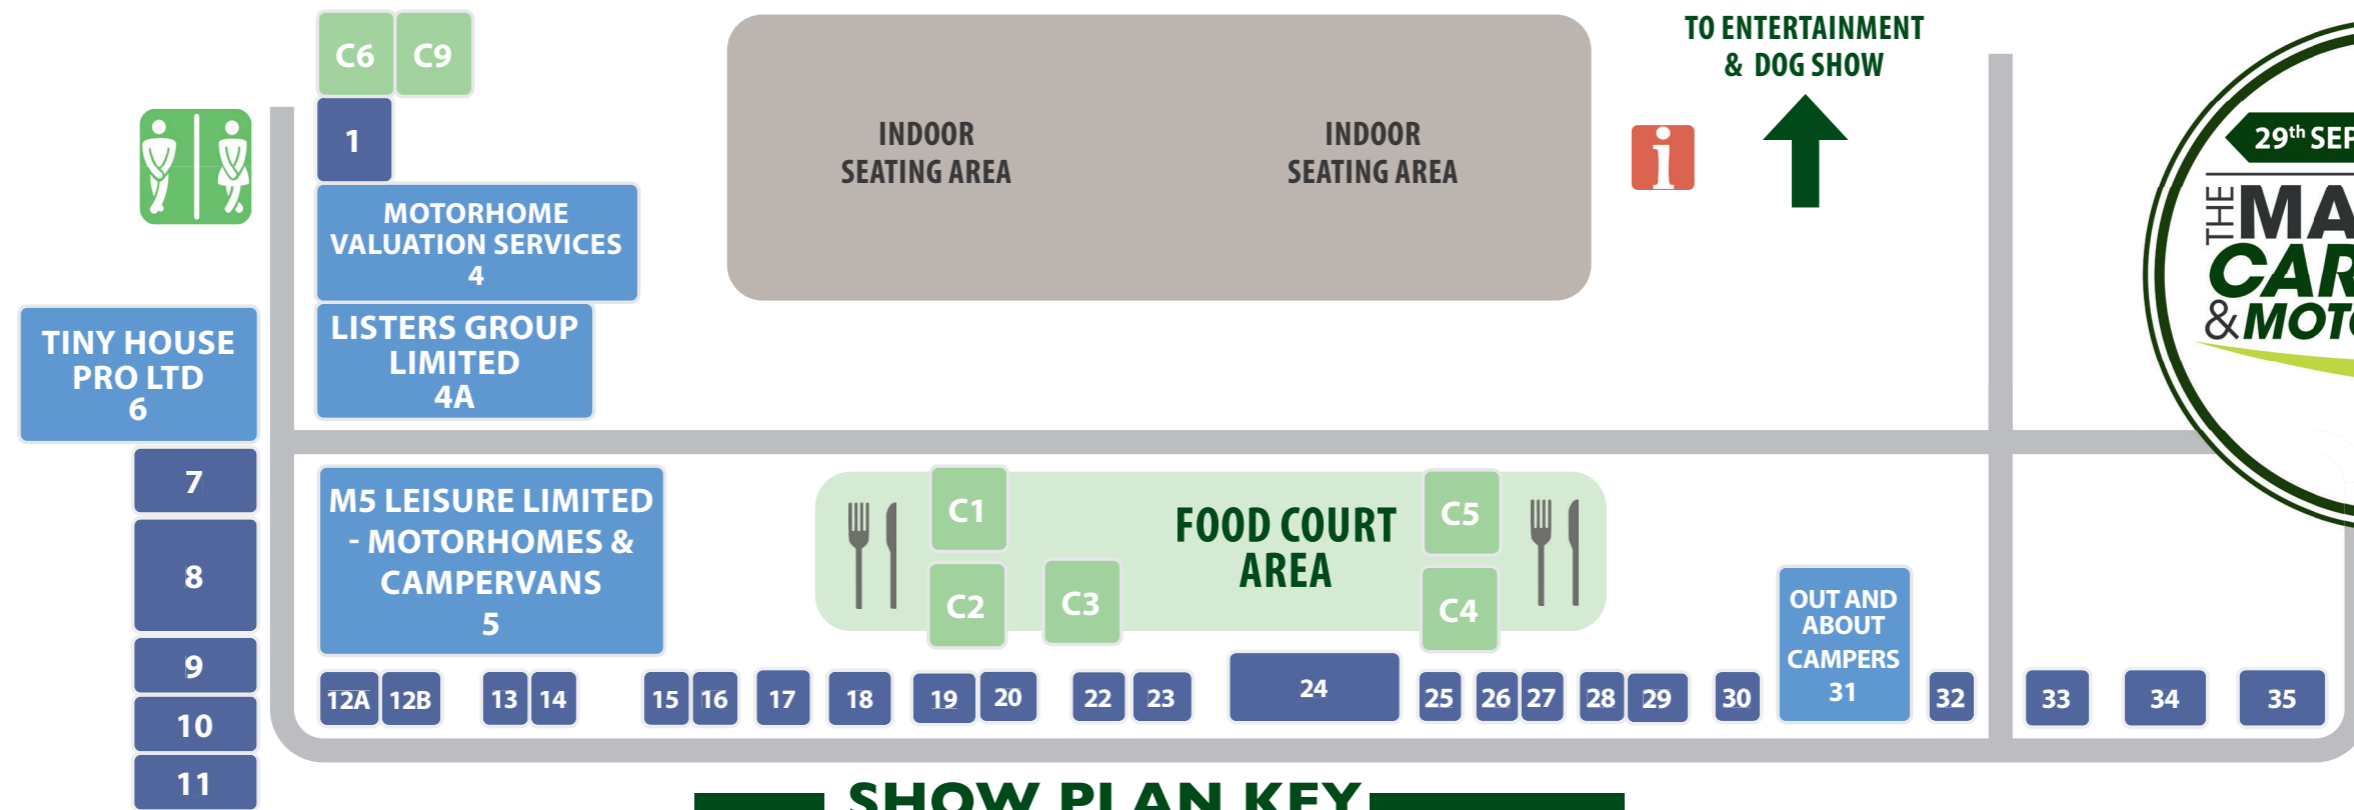 C6
C9
TO ENTERTAINMENT
& DOG SHOW
1
INDOOR
SEATING AREA
INDOOR
SEATING AREA
i
29th SEP
THE MA
CAR
& MOTO
MOTORHOME
VALUATION SERVICES
4
LISTERS GROUP
LIMITED
4A
TINY HOUSE
PRO LTD
6
7
8
9
10
11
M5 LEISURE LIMITED
- MOTORHOMES &
CAMPERVANS
5
C1
C2
C3
FOOD COURT
AREA
C5
C4
OUT AND
ABOUT
CAMPERS
31
12A
12B
13
14
15
16
17
18
19
20
22
23
24
25
26
27
28
29
30
32
33
34
35
SHOW PLAN KEY